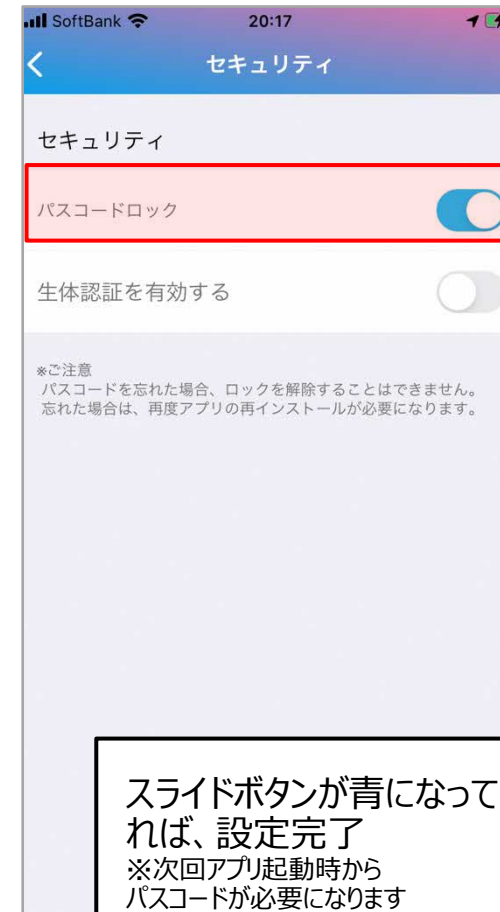 SoftBank 20:17
セキュリティ
セキュリティ
パスコードロック
生体認証を有効する
※ご注意
パスコードを忘れた場合、ロックを解除することはできません。
忘れた場合は、再度アプリの再インストールが必要になります。
スライドボタンが青になって
れば、設定完了
※次回アプリ起動時から
パスコードが必要になります